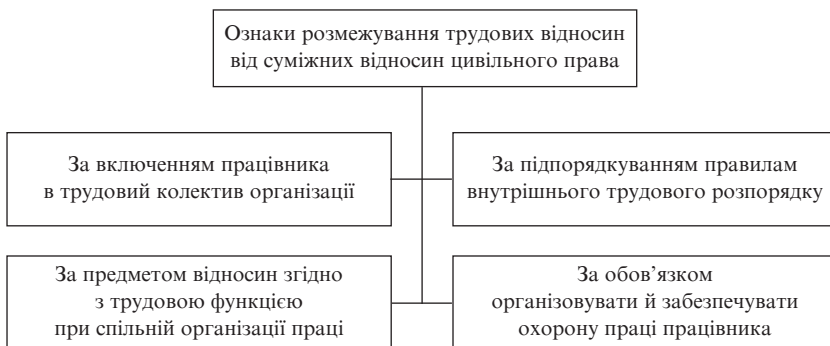 Ознаки розмежування трудових відносин
від суміжних відносин цивільного права
За включенням працівника
в трудовий колектив організації
За підпорядкуванням правилам
внутрішнього трудового розпорядку
За предметом відносин згідно
з трудовою функцією
при спільній організації праці
За обов’язком
організовувати й забезпечувати
охорону праці працівника